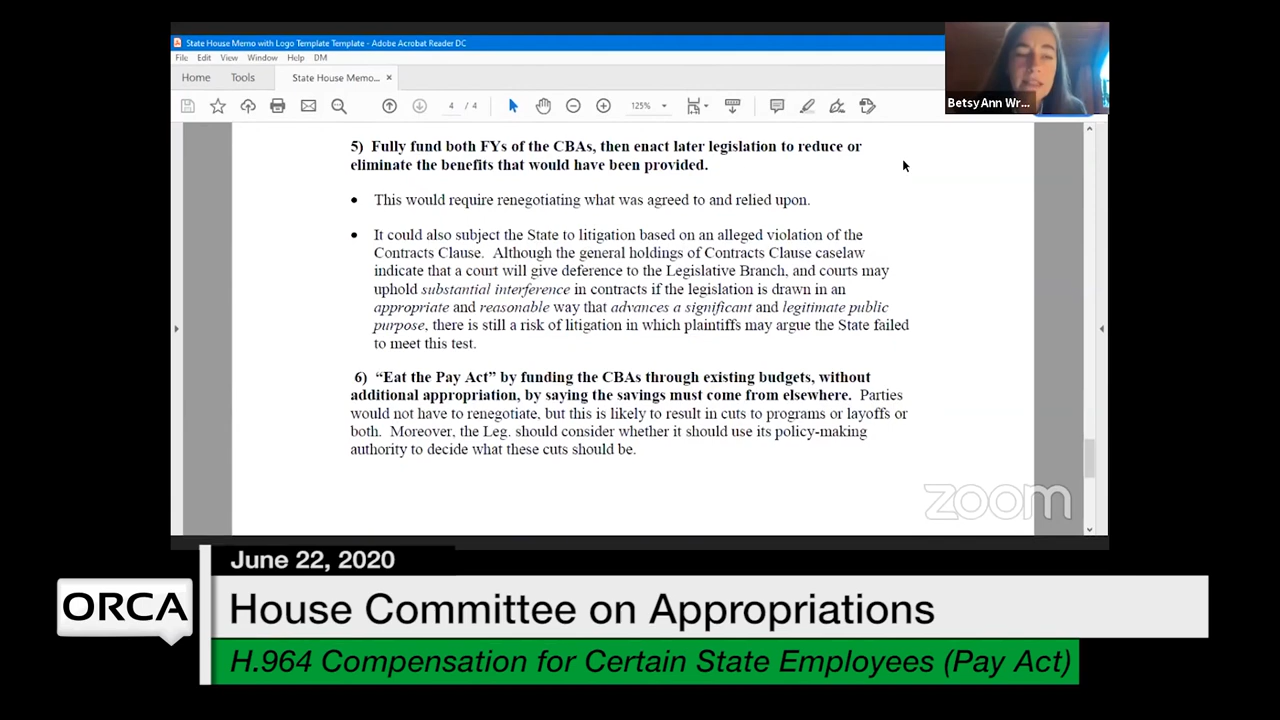 State House Memo with Logo Template Template - Adobe Acrobat Reader DC
File Edit View Window Help DM
Home Tools State House Memo... ×
4 / 4 125%
Betsy Ann Wr...
5) Fully fund both FYs of the CBAs, then enact later legislation to reduce or
eliminate the benefits that would have been provided.
• This would require renegotiating what was agreed to and relied upon.
• It could also subject the State to litigation based on an alleged violation of the
Contracts Clause. Although the general holdings of Contracts Clause caselaw
indicate that a court will give deference to the Legislative Branch, and courts may
uphold substantial interference in contracts if the legislation is drawn in an
appropriate and reasonable way that advances a significant and legitimate public
purpose, there is still a risk of litigation in which plaintiffs may argue the State failed
to meet this test.
6) “Eat the Pay Act” by funding the CBAs through existing budgets, without
additional appropriation, by saying the savings must come from elsewhere. Parties
would not have to renegotiate, but this is likely to result in cuts to programs or layoffs or
both. Moreover, the Leg. should consider whether it should use its policy-making
authority to decide what these cuts should be.
zoom
June 22, 2020
ORCA
House Committee on Appropriations
H.964 Compensation for Certain State Employees (Pay Act)